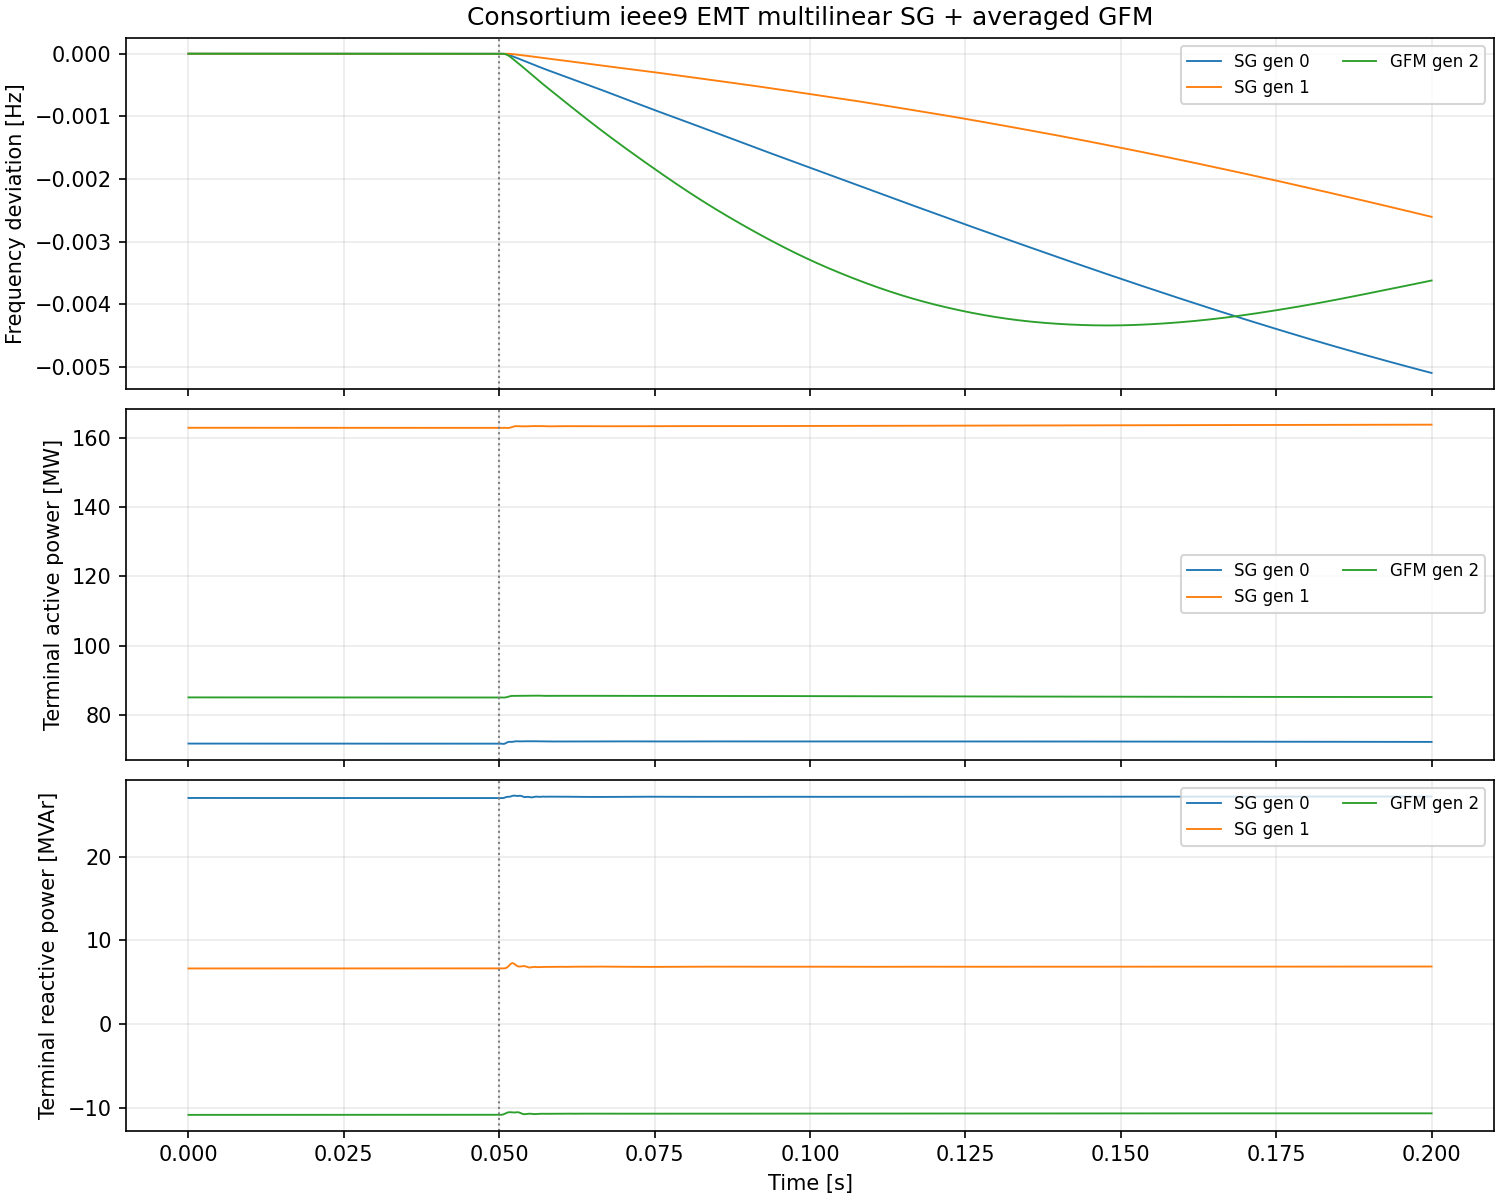 Consortium ieee9 EMT multilinear SG + averaged GFM
Frequency deviation [Hz]
0.000
−0.001
−0.002
−0.003
−0.004
−0.005
SG gen 0
SG gen 1
GFM gen 2
Terminal active power [MW]
160
140
120
100
80
SG gen 0
SG gen 1
GFM gen 2
Terminal reactive power [MVAr]
20
10
0
−10
SG gen 0
SG gen 1
GFM gen 2
0.000 0.025 0.050 0.075 0.100 0.125 0.150 0.175 0.200
Time [s]